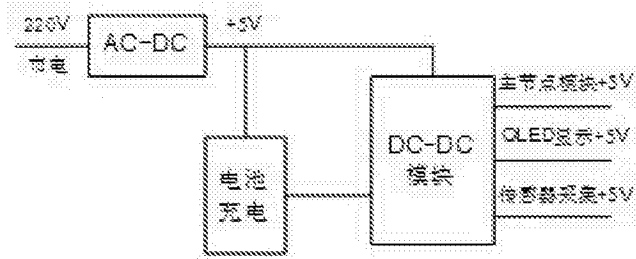 220V
市电
AC-DC
+5V
电池
充电
DC-DC
模块
主节点模块+5V
OLED显示+5V
传感器采集+5V